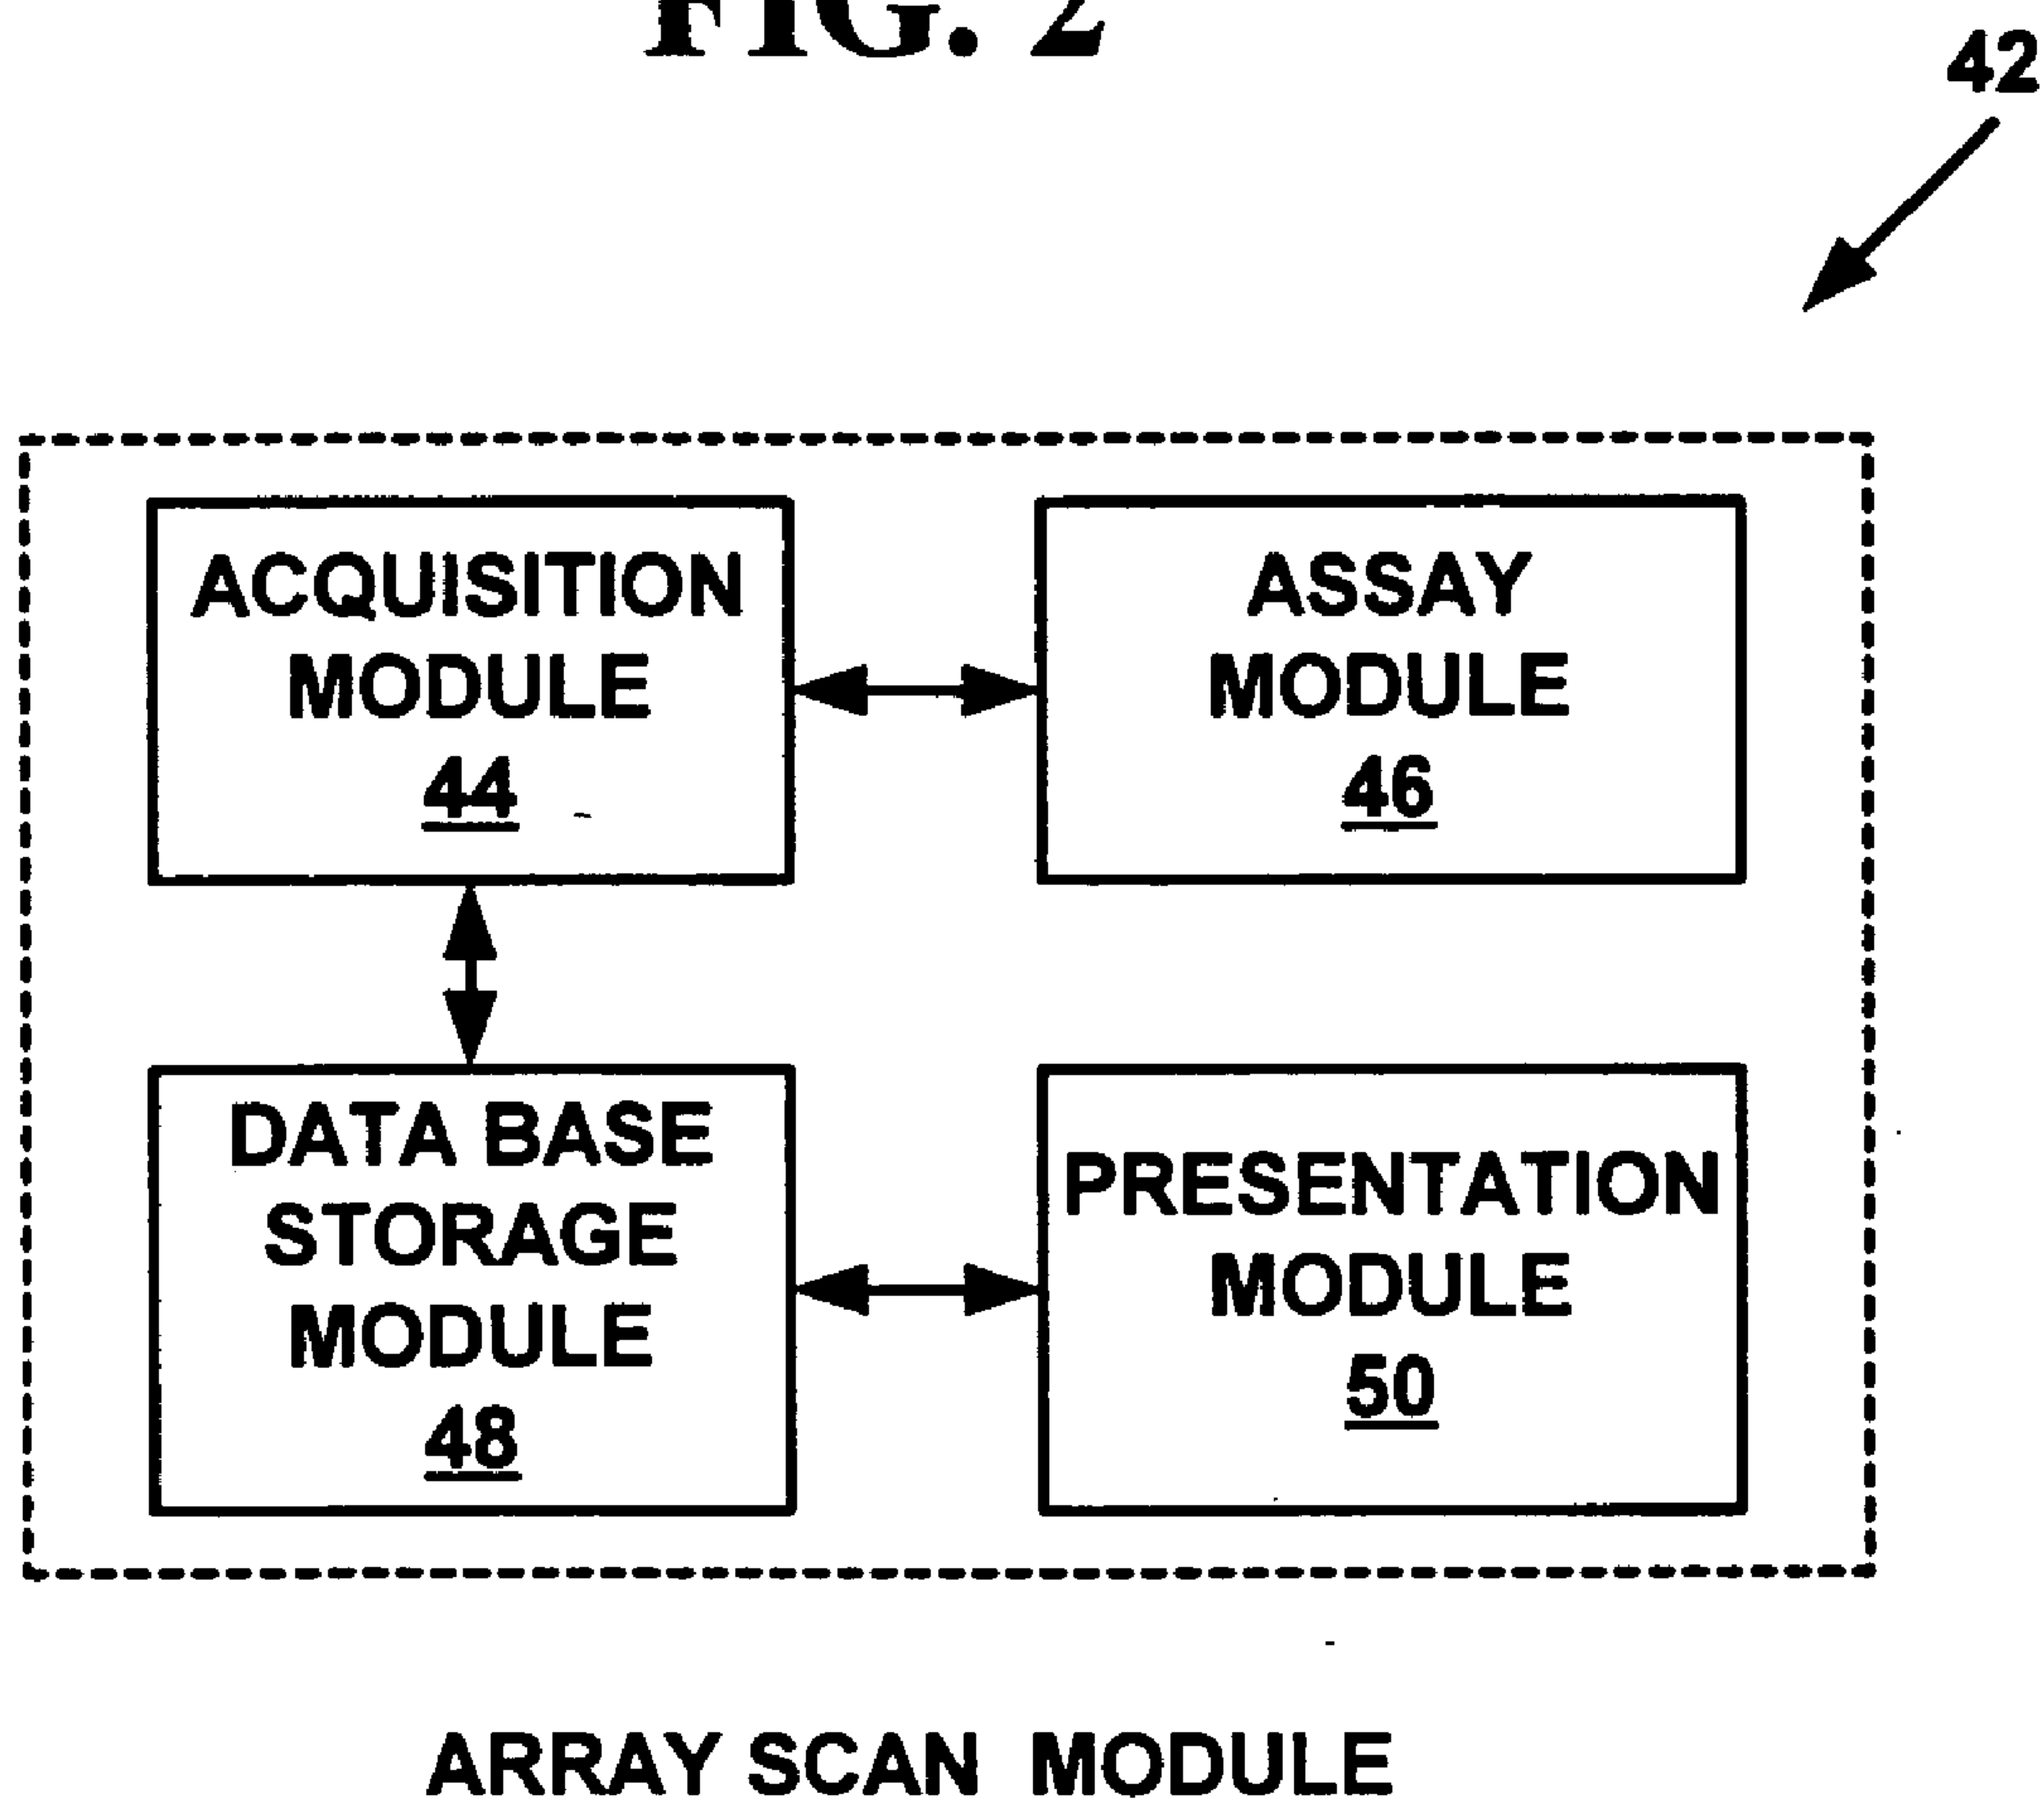 FIG. 2
42
ACQUISITION
MODULE
44
ASSAY
MODULE
46
DATA BASE
STORAGE
MODULE
48
PRESENTATION
MODULE
50
ARRAY SCAN MODULE